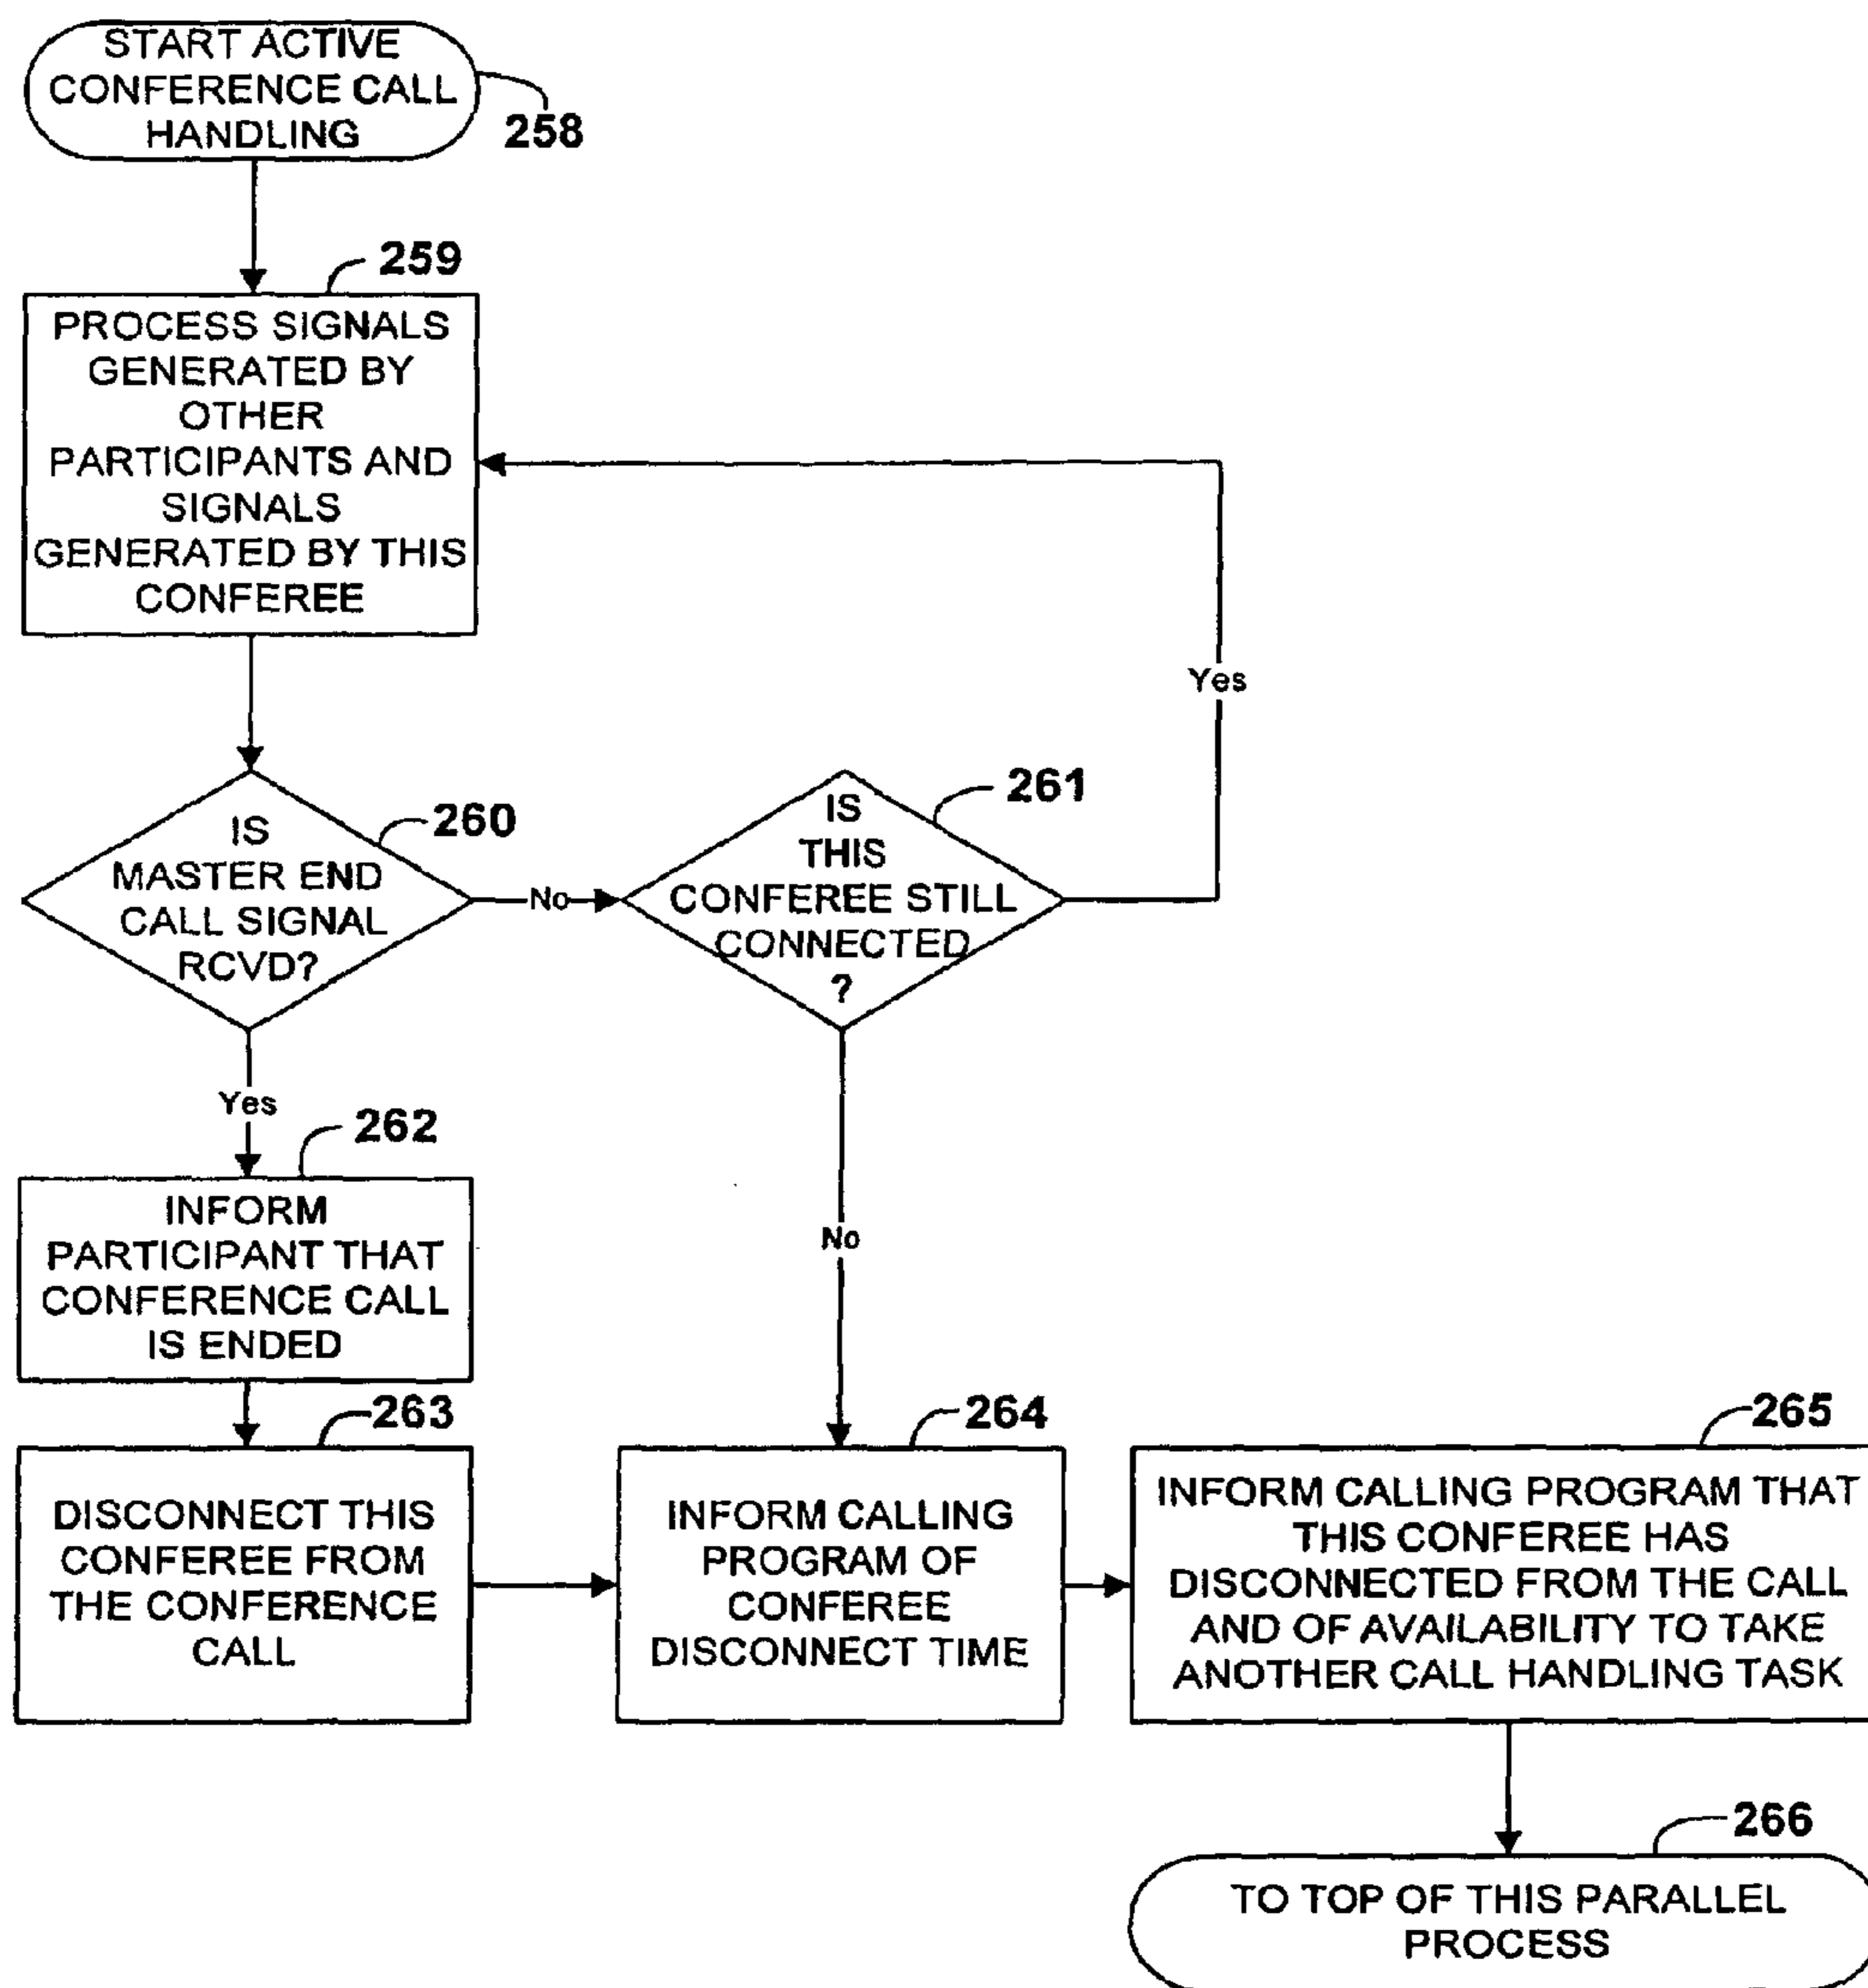 START ACTIVE
CONFERENCE CALL
HANDLING
258
259
PROCESS SIGNALS
GENERATED BY
OTHER
PARTICIPANTS AND
SIGNALS
GENERATED BY THIS
CONFEREE
Yes
260
IS
MASTER END
CALL SIGNAL
RCVD?
No
261
IS
THIS
CONFEREE STILL
CONNECTED
?
Yes
262
INFORM
PARTICIPANT THAT
CONFERENCE CALL
IS ENDED
No
263
DISCONNECT THIS
CONFEREE FROM
THE CONFERENCE
CALL
264
INFORM CALLING
PROGRAM OF
CONFEREE
DISCONNECT TIME
265
INFORM CALLING PROGRAM THAT
THIS CONFEREE HAS
DISCONNECTED FROM THE CALL
AND OF AVAILABILITY TO TAKE
ANOTHER CALL HANDLING TASK
266
TO TOP OF THIS PARALLEL
PROCESS